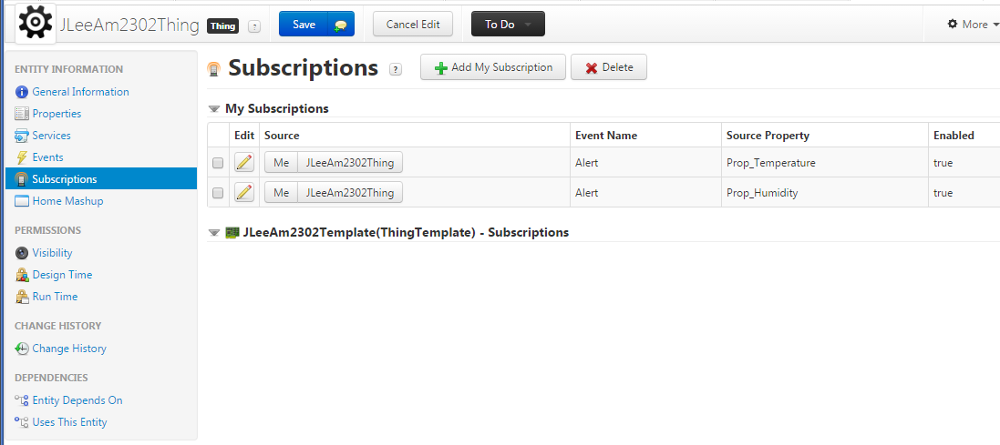 JLeeAm2302Thing Thing ? Save Cancel Edit To Do More
ENTITY INFORMATION
General Information
Properties
Services
Events
Subscriptions
Home Mashup
PERMISSIONS
Visibility
Design Time
Run Time
CHANGE HISTORY
Change History
DEPENDENCIES
Entity Depends On
Uses This Entity
Subscriptions ? Add My Subscription Delete
My Subscriptions
Edit Source Event Name Source Property Enabled
Me JLeeAm2302Thing Alert Prop_Temperature true
Me JLeeAm2302Thing Alert Prop_Humidity true
JLeeAm2302Template(ThingTemplate) - Subscriptions